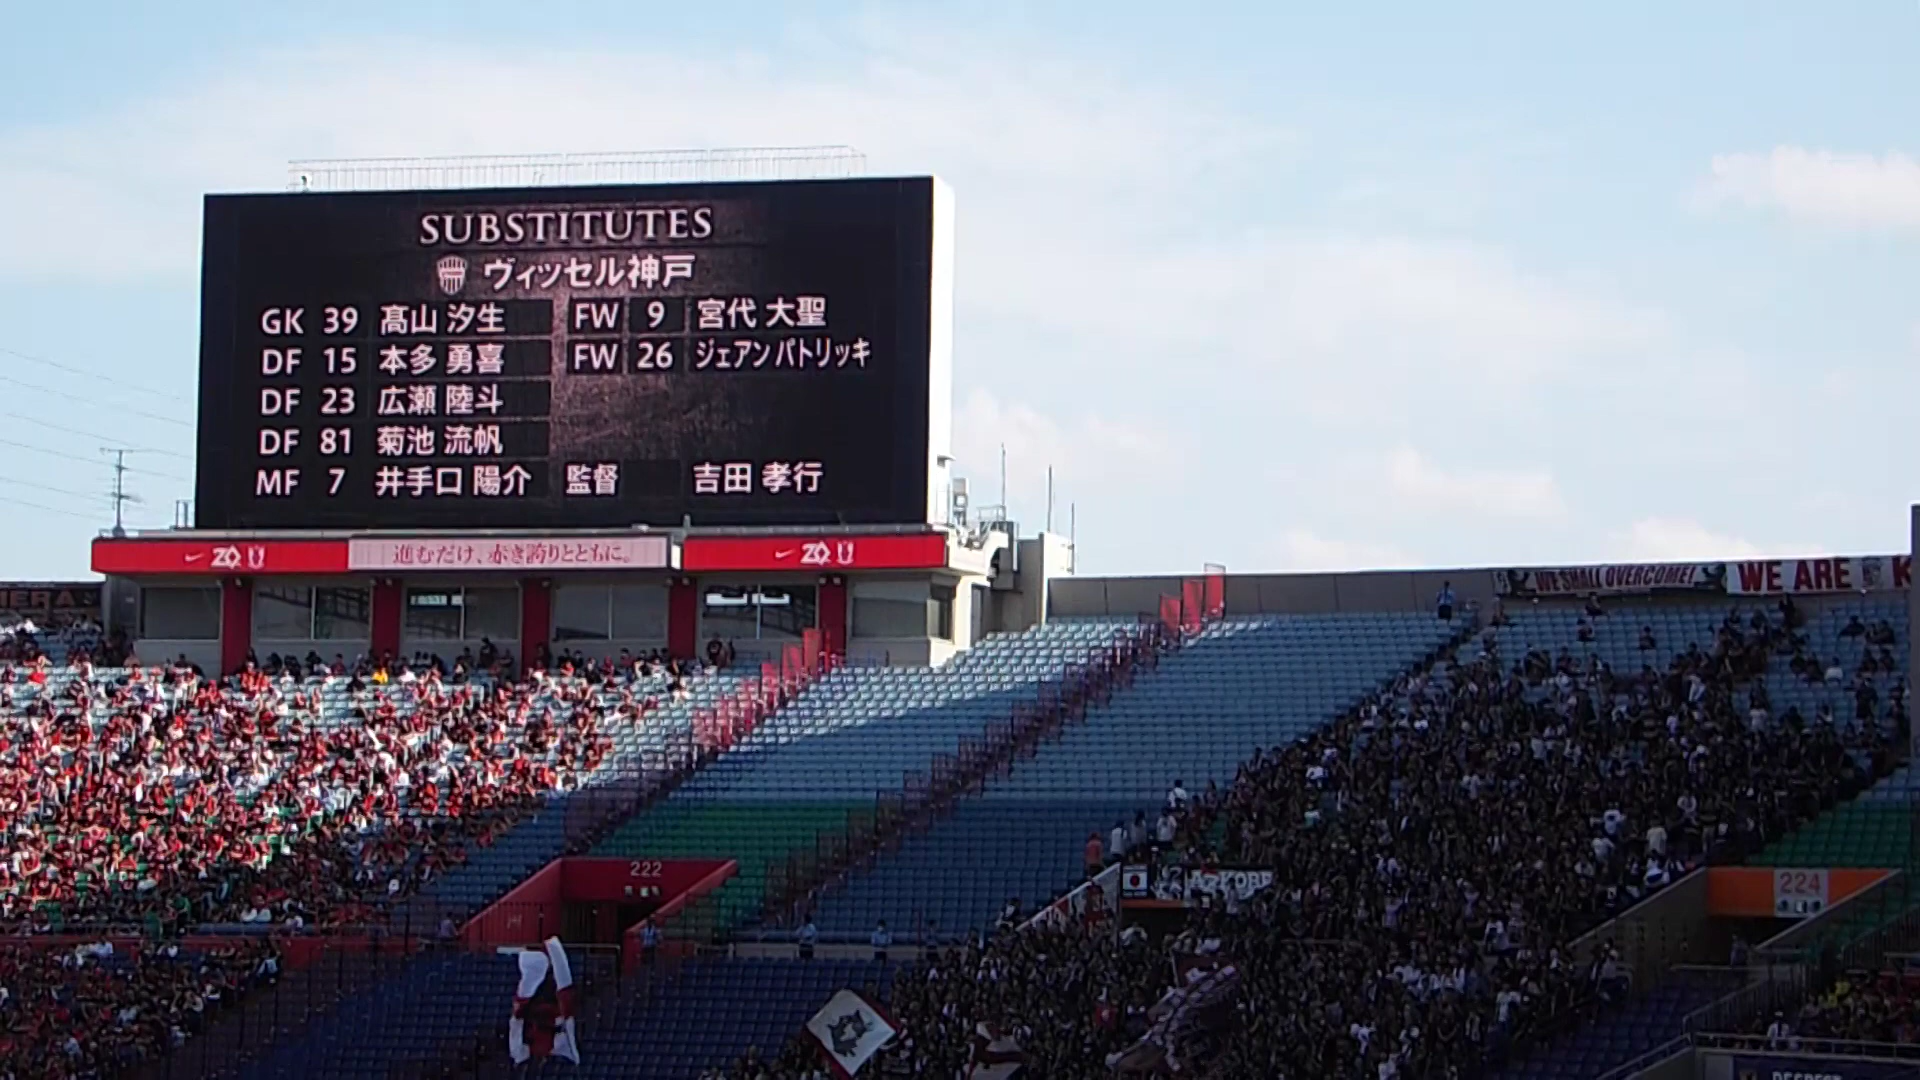 SUBSTITUTES
ヴィッセル神戸
GK 39 髙山 汐生 FW 9 宮代 大聖
DF 15 本多 勇喜 FW 26 ジェアン パトリッキ
DF 23 広瀬 陸斗
DF 81 菊池 流帆
MF 7 井手口 陽介 監督 吉田 孝行
進むだけ、赤き誇りとともに。
WE SHALL OVERCOME! WE ARE K
222
224
KOBE